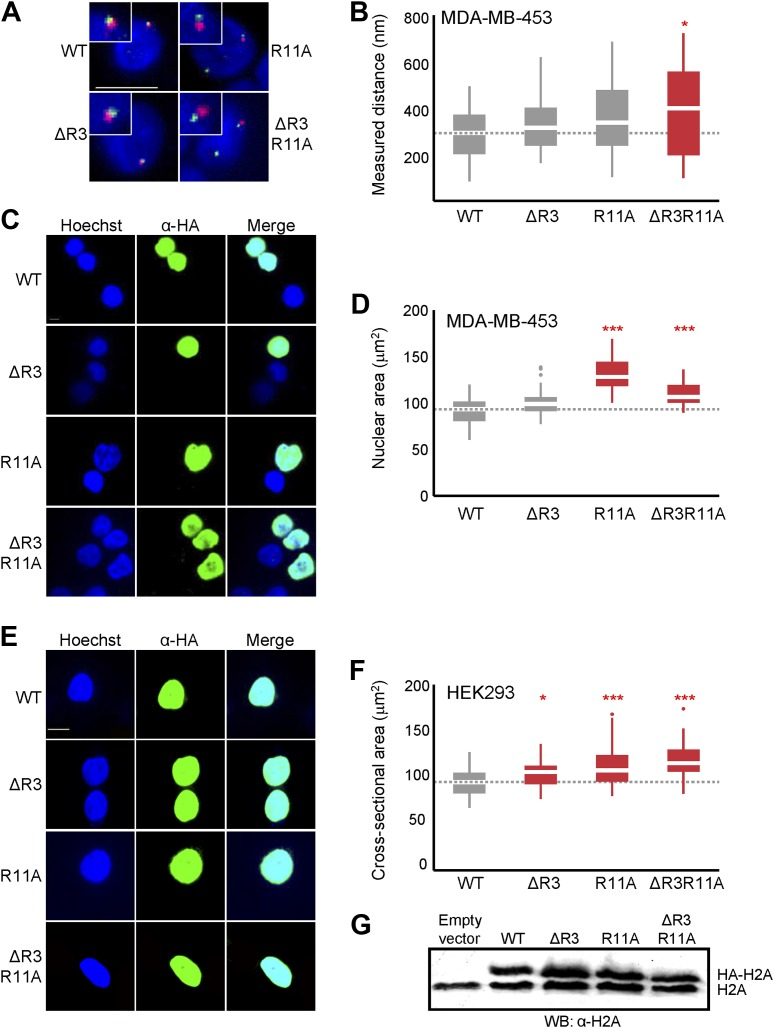 A
WT
R11A
ΔR3
ΔR3
R11A
B
MDA-MB-453
Measured distance (nm)
800
600
400
200
WT
ΔR3
R11A
ΔR3R11A
*
C
Hoechst
α-HA
Merge
WT
ΔR3
R11A
ΔR3
R11A
D
MDA-MB-453
Nuclear area (μm²)
200
150
100
50
0
WT
ΔR3
R11A
ΔR3R11A
***
***
E
Hoechst
α-HA
Merge
WT
ΔR3
R11A
ΔR3
R11A
F
HEK293
Cross-sectional area (μm²)
200
150
100
50
0
WT
ΔR3
R11A
ΔR3R11A
*
***
***
G
Empty
vector
WT
ΔR3
R11A
ΔR3
R11A
HA-H2A
H2A
WB: α-H2A